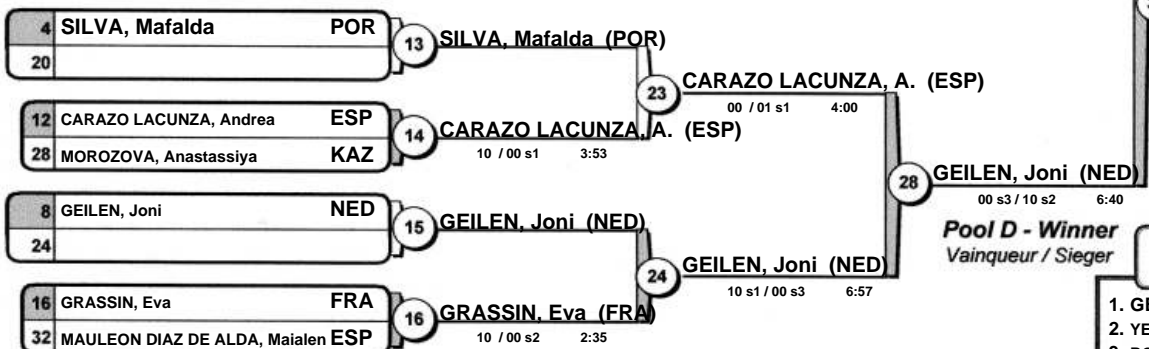 4 SILVA, Mafalda POR
20
13 SILVA, Mafalda (POR)
23 CARAZO LACUNZA, A. (ESP)
00 / 01 s1 4:00
12 CARAZO LACUNZA, Andrea ESP
28 MOROZOVA, Anastassiya KAZ
14 CARAZO LACUNZA, A. (ESP)
10 / 00 s1 3:53
28 GEILEN, Joni (NED)
00 s3 / 10 s2 6:40
8 GEILEN, Joni NED
24
15 GEILEN, Joni (NED)
Pool D - Winner
Vainqueur / Sieger
24 GEILEN, Joni (NED)
10 s1 / 00 s3 6:57
16 GRASSIN, Eva FRA
32 MAULEON DIAZ DE ALDA, Maialen ESP
16 GRASSIN, Eva (FRA)
10 / 00 s2 2:35
1. GE
2. YE